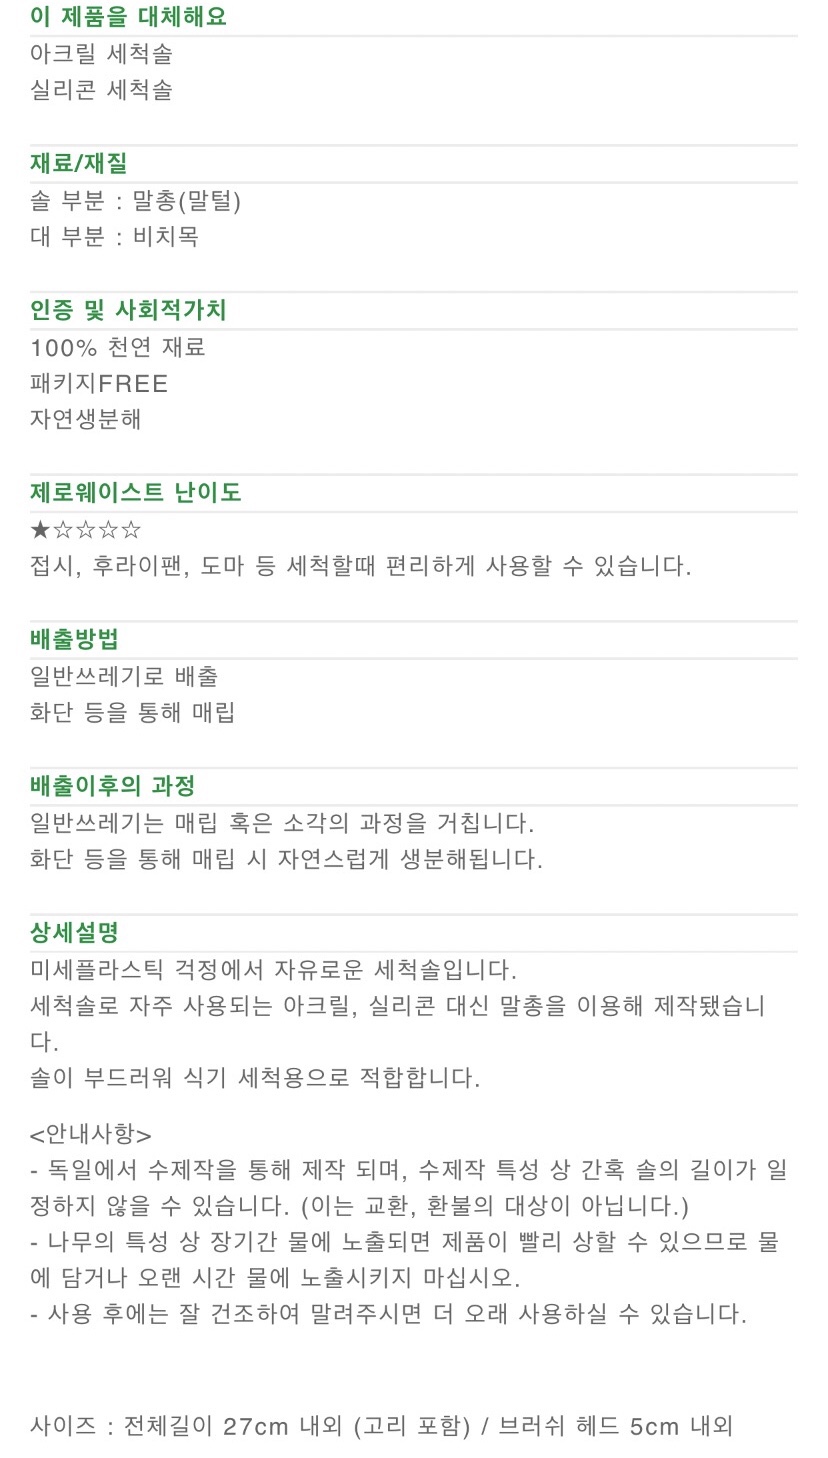 이 제품을 대체해요
아크릴 세척솔
실리콘 세척솔
재료/재질
솔 부분 : 말총(말털)
대 부분 : 비치목
인증 및 사회적가치
100% 천연 재료
패키지FREE
자연생분해
제로웨이스트 난이도
★☆☆☆☆
접시, 후라이팬, 도마 등 세척할때 편리하게 사용할 수 있습니다.
배출방법
일반쓰레기로 배출
화단 등을 통해 매립
배출이후의 과정
일반쓰레기는 매립 혹은 소각의 과정을 거칩니다.
화단 등을 통해 매립 시 자연스럽게 생분해됩니다.
상세설명
미세플라스틱 걱정에서 자유로운 세척솔입니다.
세척솔로 자주 사용되는 아크릴, 실리콘 대신 말총을 이용해 제작됐습니
다.
솔이 부드러워 식기 세척용으로 적합합니다.
<안내사항>
- 독일에서 수제작을 통해 제작 되며, 수제작 특성 상 간혹 솔의 길이가 일
정하지 않을 수 있습니다. (이는 교환, 환불의 대상이 아닙니다.)
- 나무의 특성 상 장기간 물에 노출되면 제품이 빨리 상할 수 있으므로 물
에 담거나 오랜 시간 물에 노출시키지 마십시오.
- 사용 후에는 잘 건조하여 말려주시면 더 오래 사용하실 수 있습니다.
사이즈 : 전체길이 27cm 내외 (고리 포함) / 브러쉬 헤드 5cm 내외